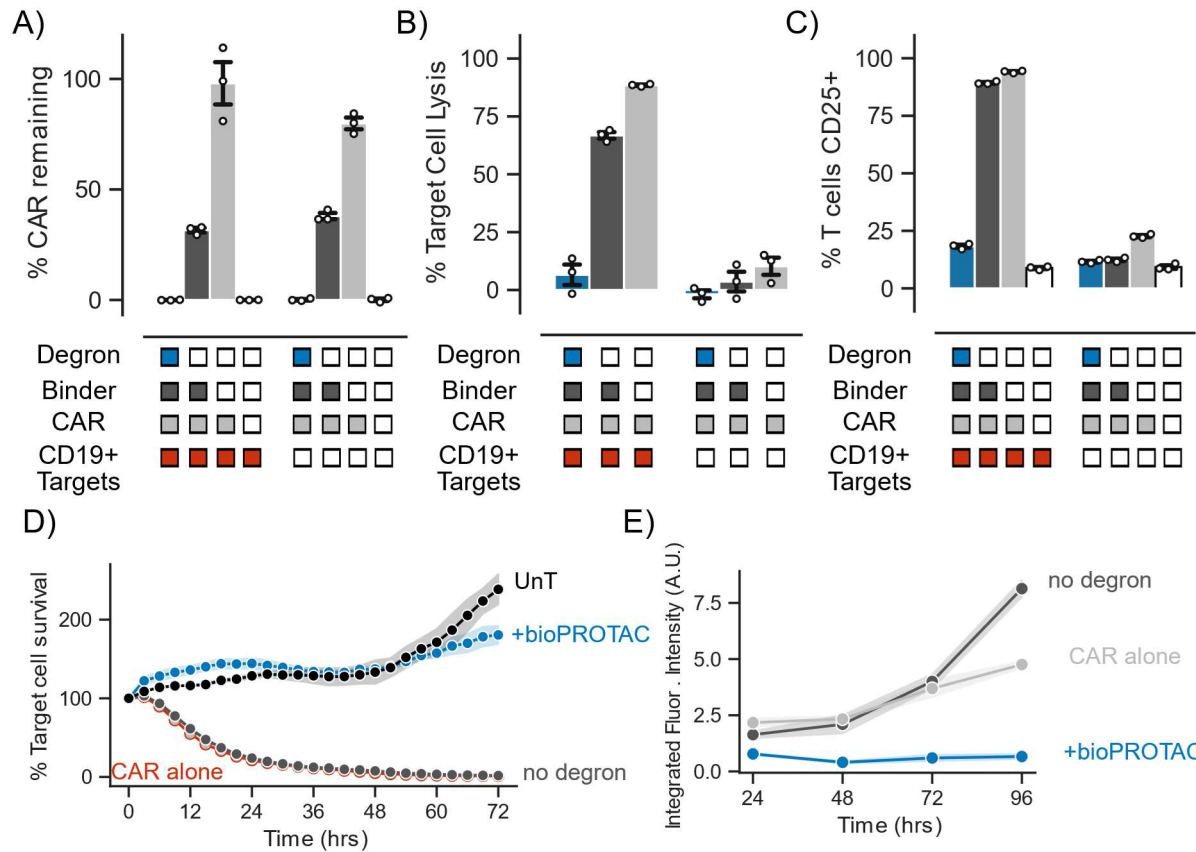 A)
% CAR remaining
100
50
0
Degron
Binder
CAR
CD19+
Targets
B)
% Target Cell Lysis
100
75
50
25
0
Degron
Binder
CAR
CD19+
Targets
C)
% T cells CD25+
100
75
50
25
0
Degron
Binder
CAR
CD19+
Targets
D)
% Target cell survival
200
100
0
UnT
+bioPROTAC
CAR alone
no degron
0 12 24 36 48 60 72
Time (hrs)
E)
Integrated Fluor . Intensity (A.U.)
7.5
5.0
2.5
0.0
no degron
CAR alone
+bioPROTAC
24 48 72 96
Time (hrs)